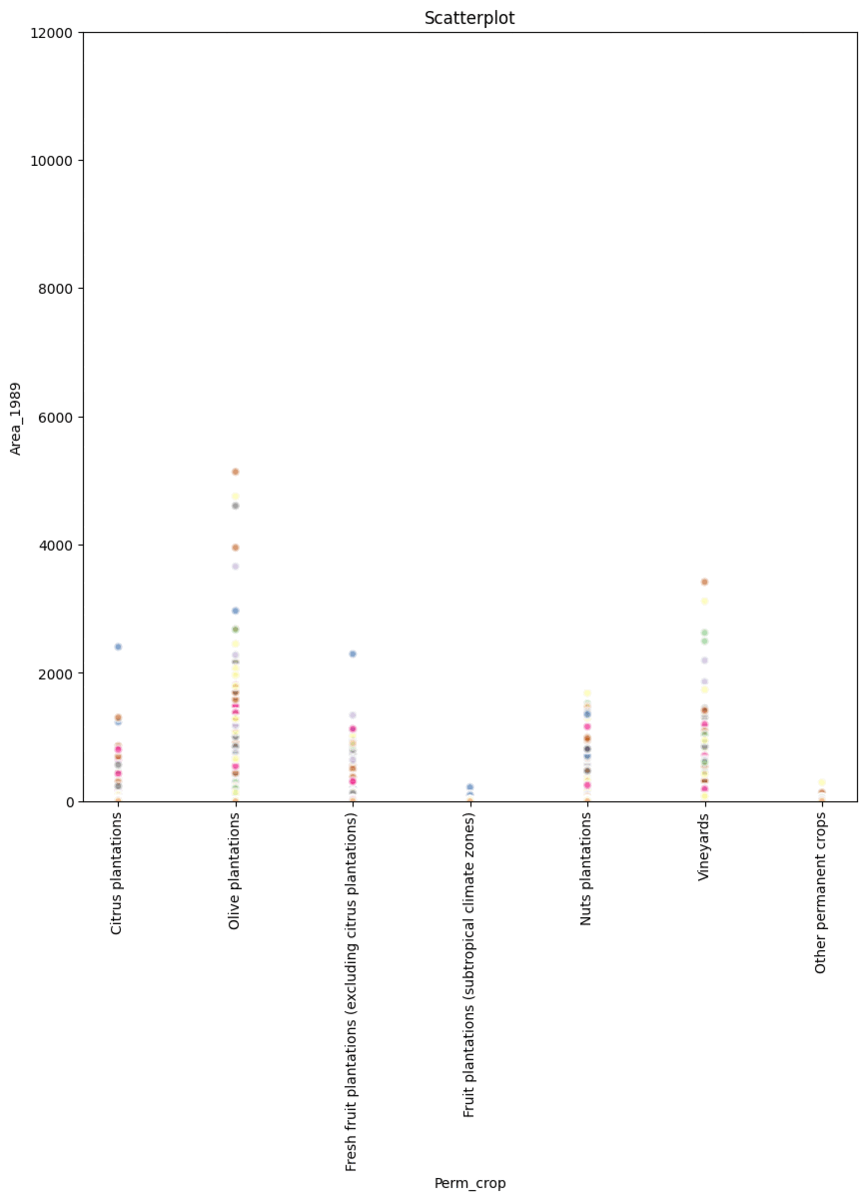 Scatterplot
12000
10000
8000
6000
4000
2000
0
Area_1989
Citrus plantations
Olive plantations
Fresh fruit plantations (excluding citrus plantations)
Fruit plantations (subtropical climate zones)
Nuts plantations
Vineyards
Other permanent crops
Perm_crop